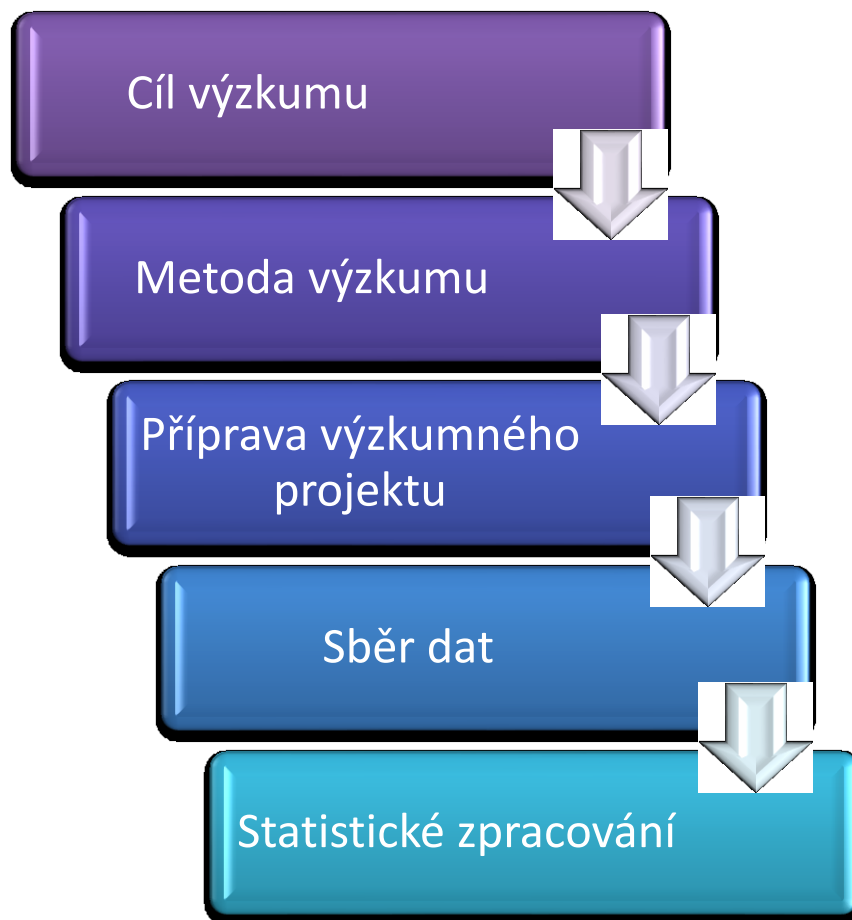 Cíl výzkumu
Metoda výzkumu
Příprava výzkumného
projektu
Sběr dat
Statistické zpracování